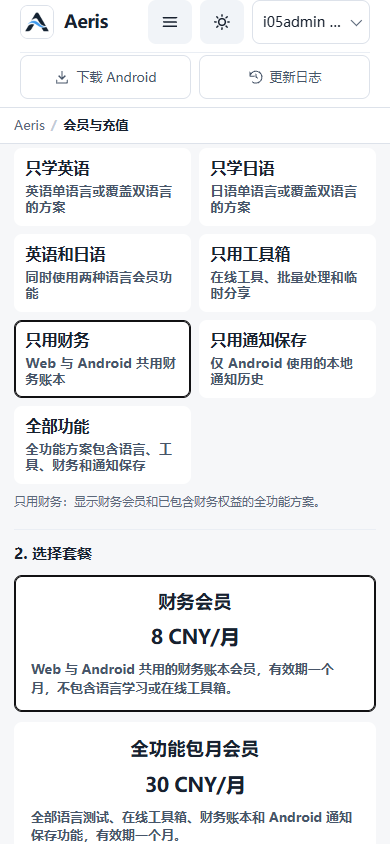 Aeris
i05admin ...
下载 Android
更新日志
Aeris / 会员与充值
只学英语
英语单语言或覆盖双语言
的方案
只学日语
日语单语言或覆盖双语言
的方案
英语和日语
同时使用两种语言会员功
能
只用工具箱
在线工具、批量处理和临
时分享
只用财务
Web 与 Android 共用财
务账本
只用通知保存
仅 Android 使用的本地
通知历史
全部功能
全功能方案包含语言、工
具、财务和通知保存
只用财务：显示财务会员和已包含财务权益的全功能方案。
2. 选择套餐
财务会员
8 CNY/月
Web 与 Android 共用的财务账本会员，有效期一个
月，不包含语言学习或在线工具箱。
全功能包月会员
30 CNY/月
全部语言测试、在线工具箱、财务账本和 Android 通知
保存功能，有效期一个月。